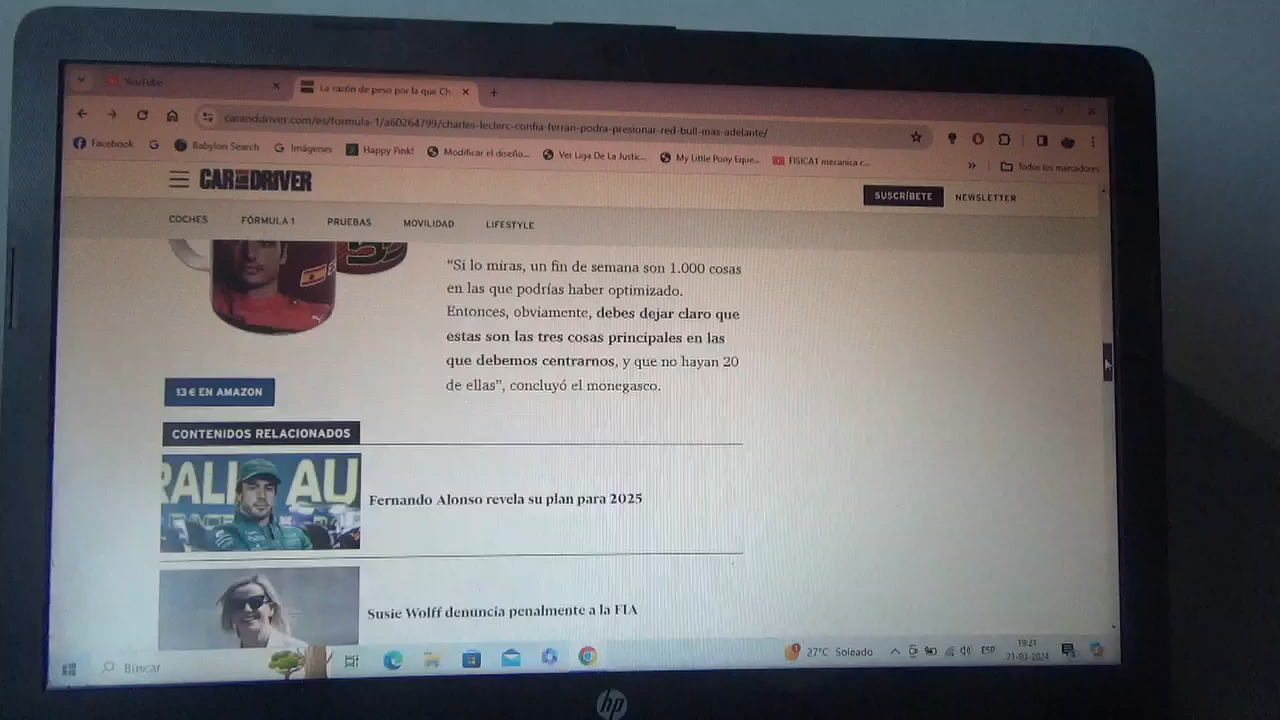 YouTube
La razón de peso por la que Ch
caranddriver.com/es/formula-1/a60264799/charles-leclerc-confia-ferrari-podra-presionar-red-bull-mas-adelante/
Facebook
Babylon Search
Imágenes
Happy Pink!
Modificar el diseño...
Ver Liga De La Justic...
My Little Pony Eque...
FISICA1 mecanica c...
»
Todos los marcadores
CAR AND DRIVER
SUSCRÍBETE
NEWSLETTER
COCHES
FÓRMULA 1
PRUEBAS
MOVILIDAD
LIFESTYLE
“Si lo miras, un fin de semana son 1.000 cosas
en las que podrías haber optimizado.
Entonces, obviamente, debes dejar claro que
estas son las tres cosas principales en las
que debemos centrarnos, y que no hayan 20
de ellas”, concluyó el monegasco.
13 € EN AMAZON
CONTENIDOS RELACIONADOS
RALI AU
Fernando Alonso revela su plan para 2025
Susie Wolff denuncia penalmente a la FIA
Buscar
27°C Soleado
ESP
19:21
21-03-2024
hp